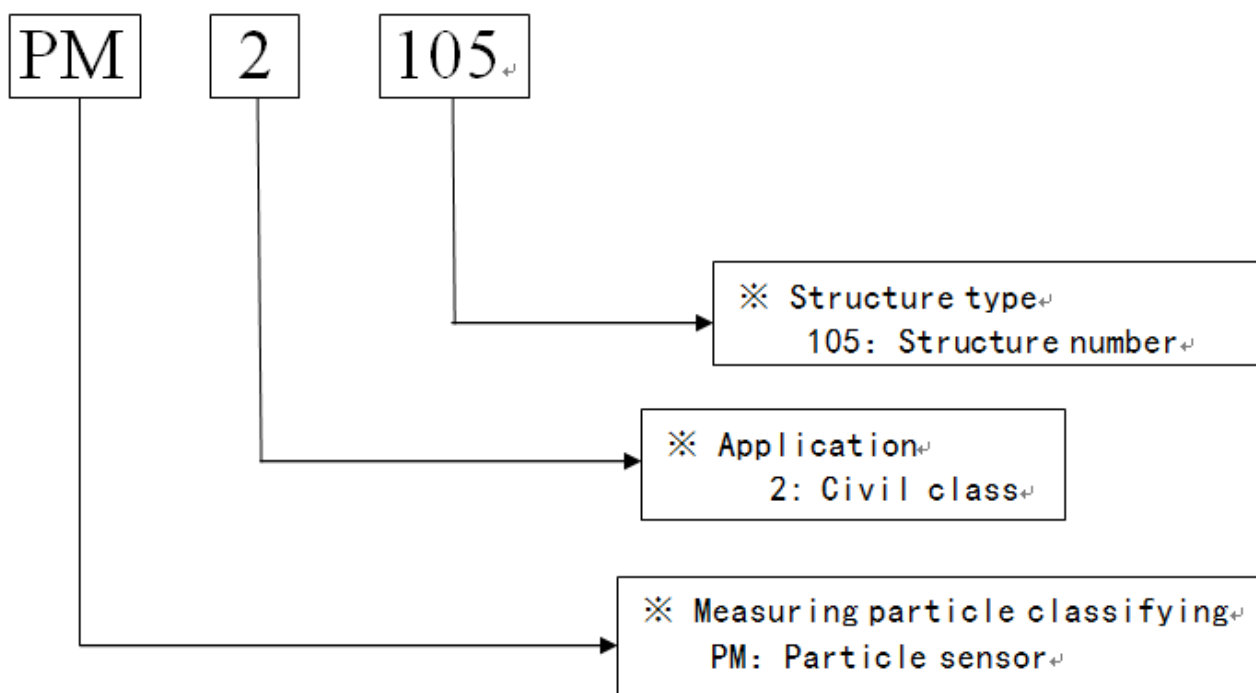 PM 2 105↵
※ Structure type↵
105: Structure number↵
※ Application↵
2: Civil class↵
※ Measuring particle classifying↵
PM: Particle sensor↵